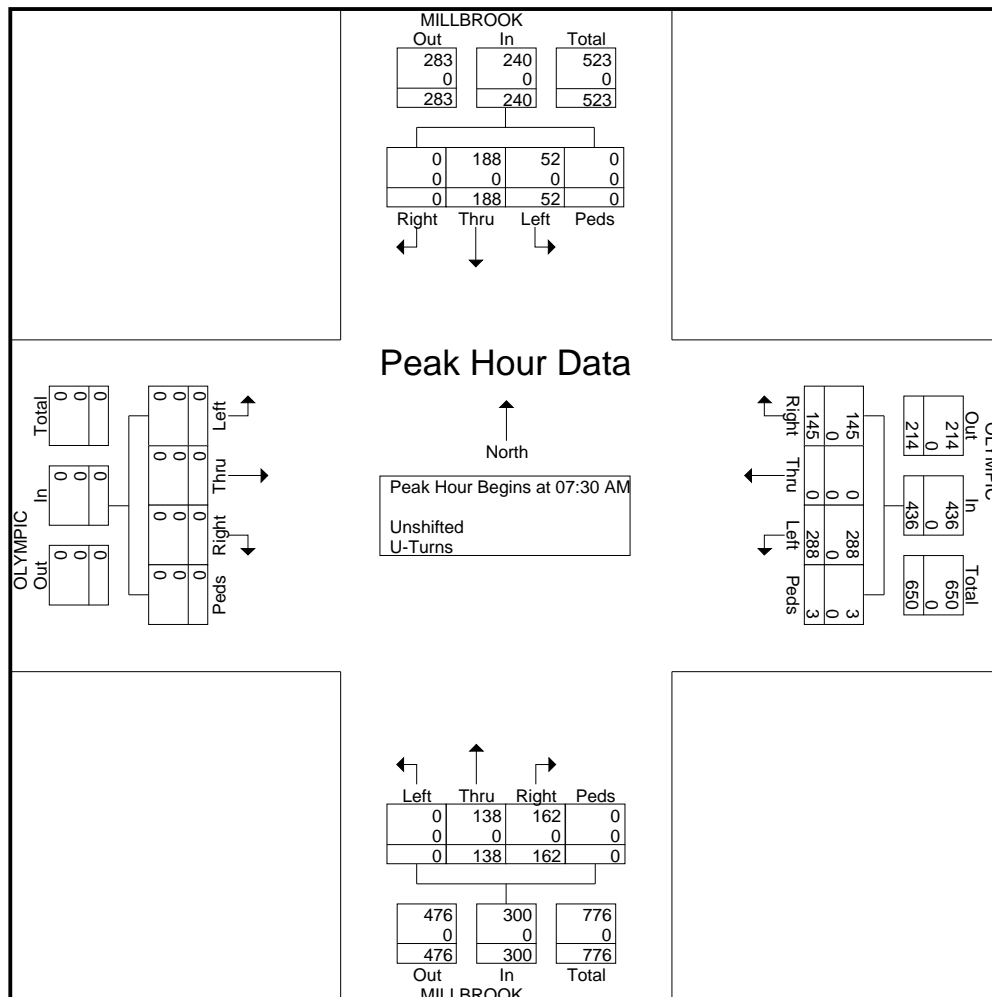 MILLBROOK
Out In Total
283 240 523
0 0 0
283 240 523
0 188 52 0
0 0 0 0
0 188 52 0
Right Thru Left Peds
Peak Hour Data
North
Peak Hour Begins at 07:30 AM
Unshifted
U-Turns
Total In Out
OLYMPIC
0 0 0
0 0 0
0 0 0
0 0 0
0 0 0
0 0 0
0 0 0
Left Thru Right Peds
Right Thru Left Peds
145 0 288 3
0 0 0 0
145 0 288 3
214 436 650
0 0 0
214 436 650
Out In Total
OLYMPIC
Left Thru Right Peds
0 138 162 0
0 0 0 0
0 138 162 0
476 300 776
0 0 0
476 300 776
Out In Total
MILLBROOK